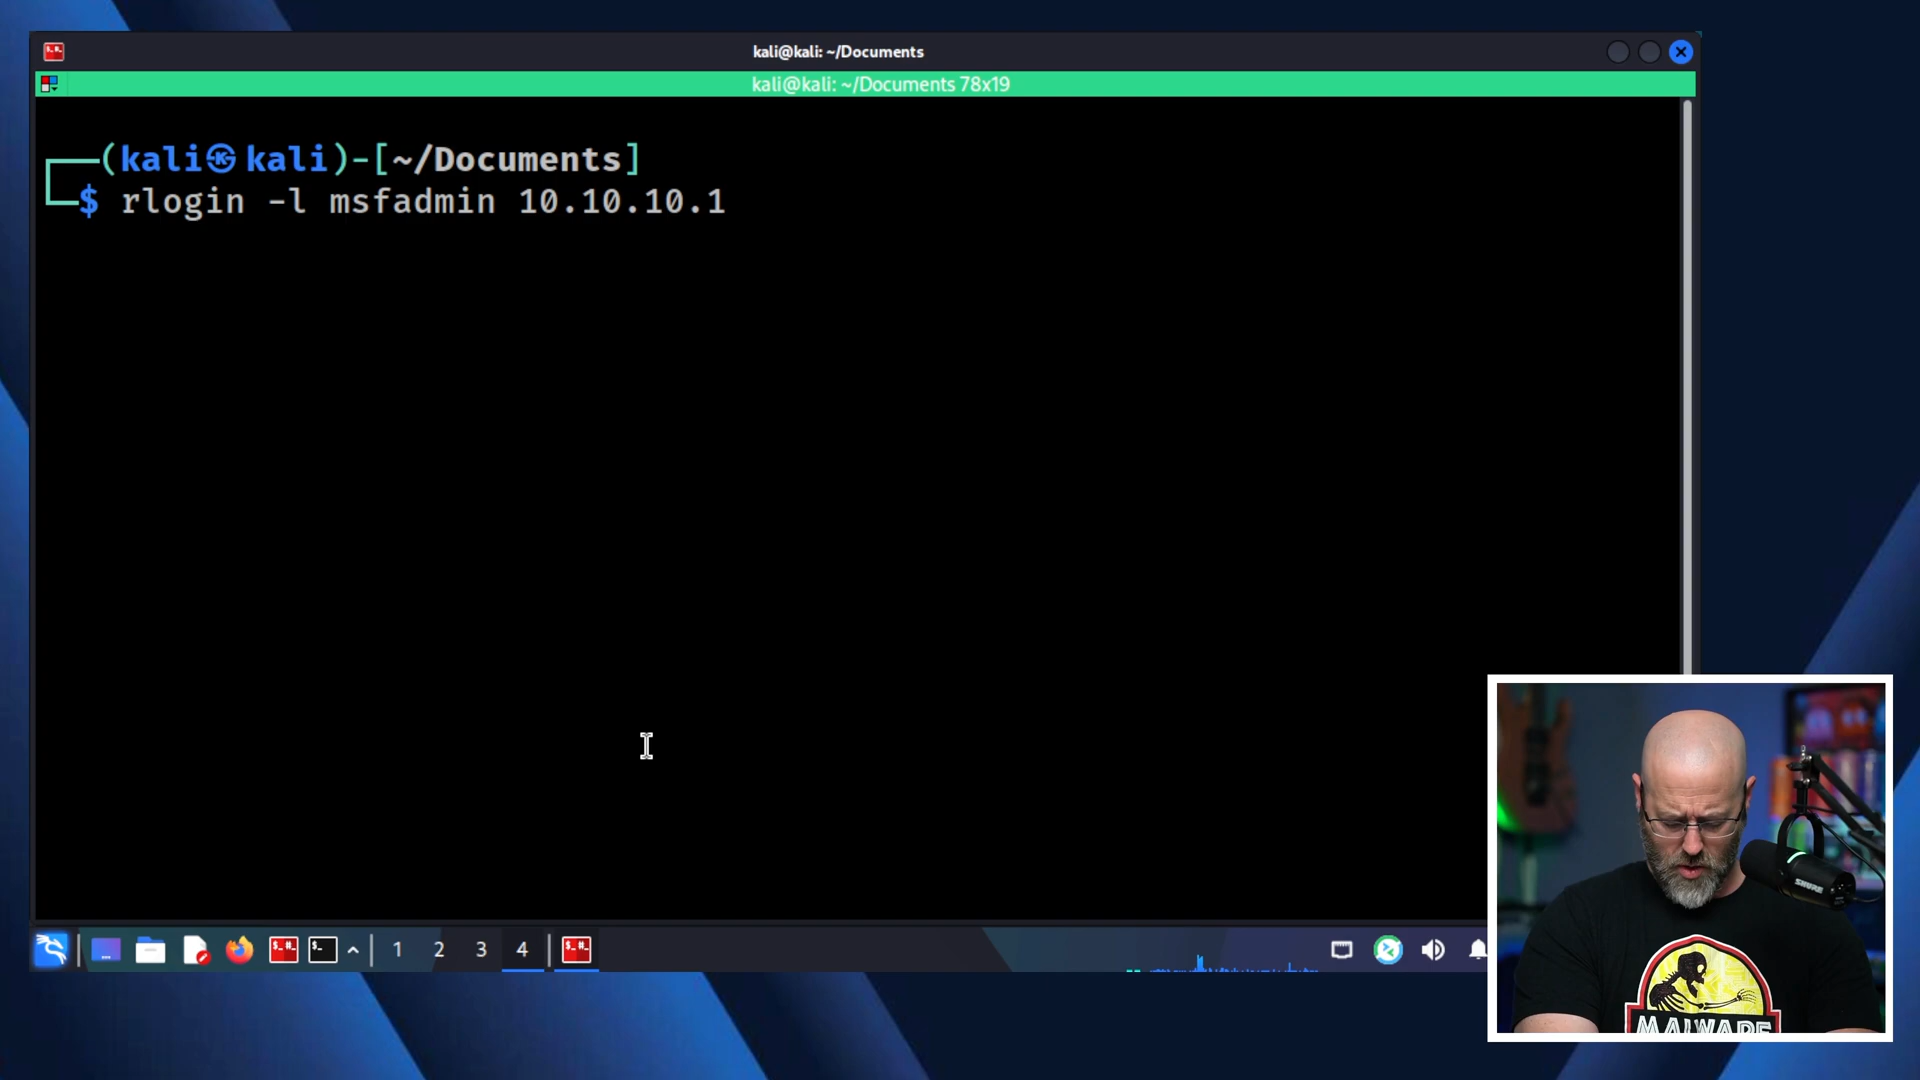 kali@kali: ~/Documents
kali@kali: ~/Documents 78x19
(kali㉿kali)-[~/Documents]
$ rlogin -l msfadmin 10.10.10.1
1 2 3 4
SHURE
MALWARE